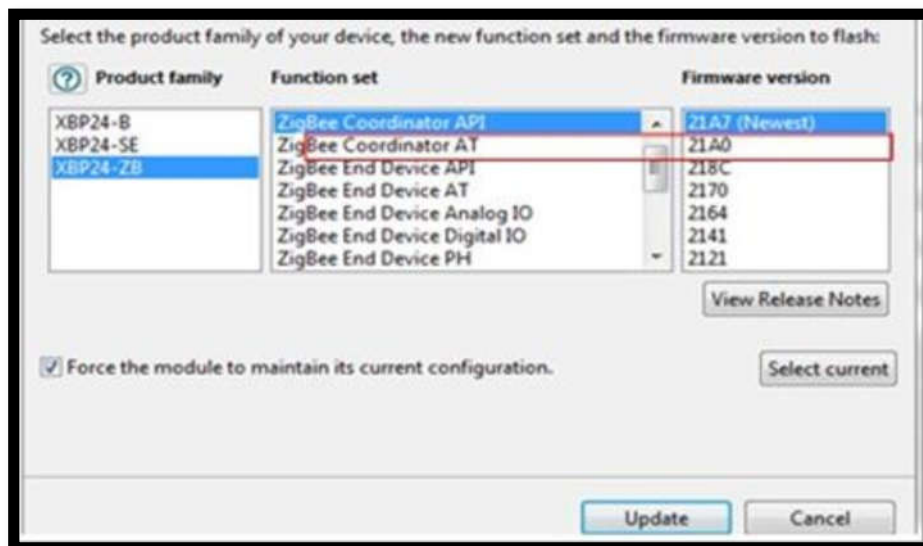 Select the product family of your device, the new function set and the firmware version to flash:
? Product family Function set Firmware version
XBP24-B ZigBee Coordinator API 21A7 (Newest)
XBP24-SE ZigBee Coordinator AT 21A0
XBP24-ZB ZigBee End Device API 218C
ZigBee End Device AT 2170
ZigBee End Device Analog IO 2164
ZigBee End Device Digital IO 2141
ZigBee End Device PH 2121
View Release Notes
Force the module to maintain its current configuration. Select current
Update Cancel